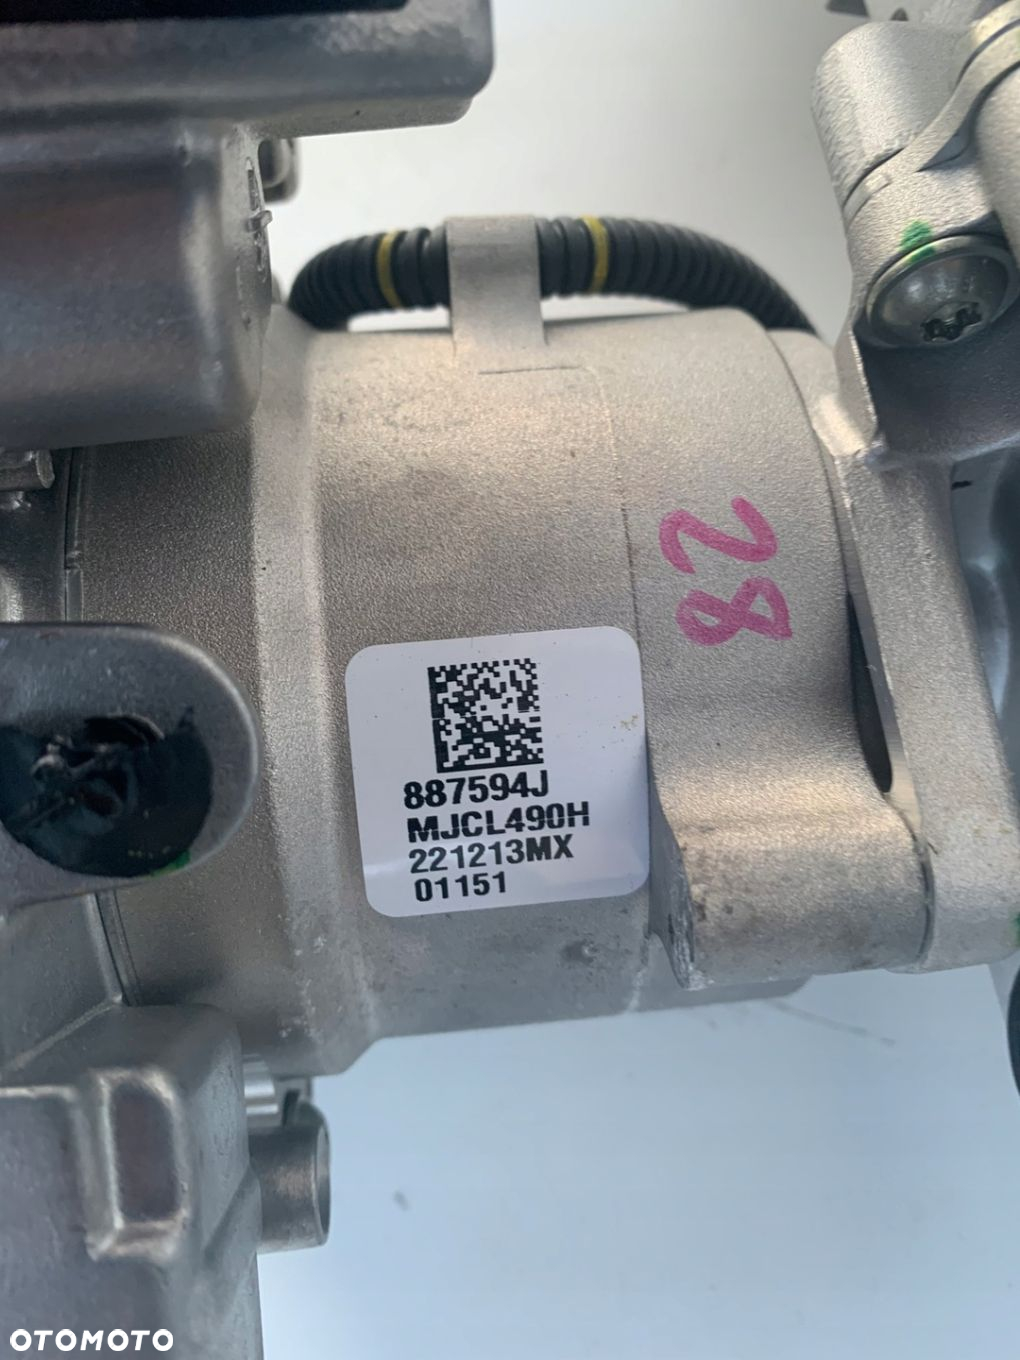 28
887594J
MJCL490H
221213MX
01151
OTOMOTO